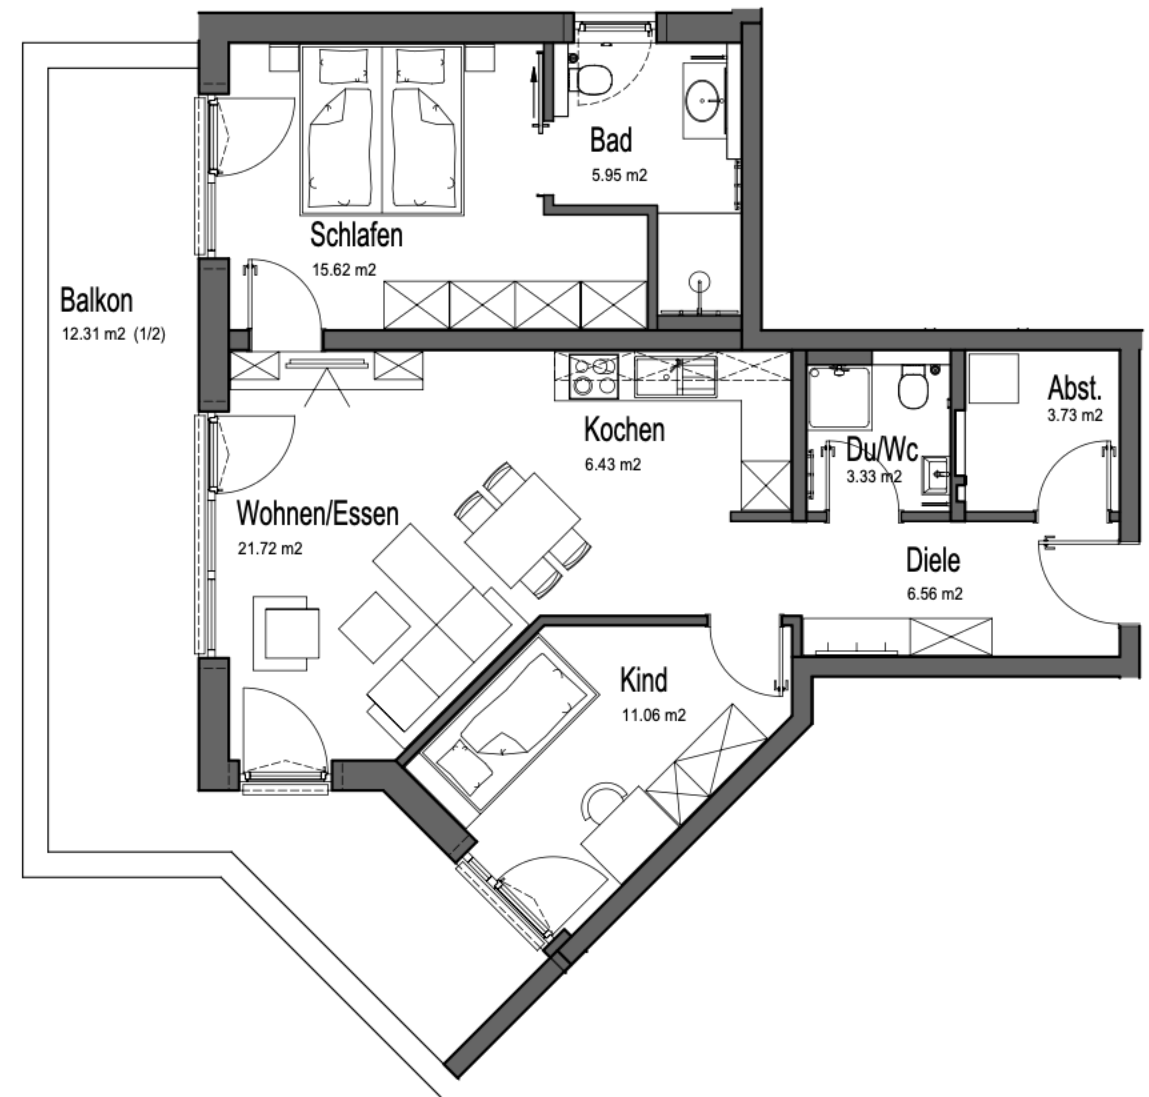 Bad
5.95 m2
Schlafen
15.62 m2
Balkon
12.31 m2 (1/2)
Kochen
6.43 m2
Abst.
3.73 m2
Du/Wc
3.33 m2
Wohnen/Essen
21.72 m2
Diele
6.56 m2
Kind
11.06 m2